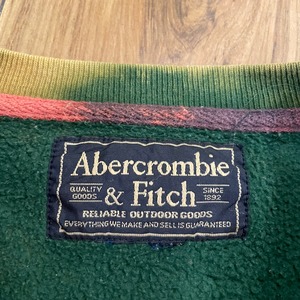 Abercrombie
QUALITY GOODS & Fitch SINCE 1892
RELIABLE OUTDOOR GOODS
EVERYTHING WE MAKE AND SELL IS GUARANTEED